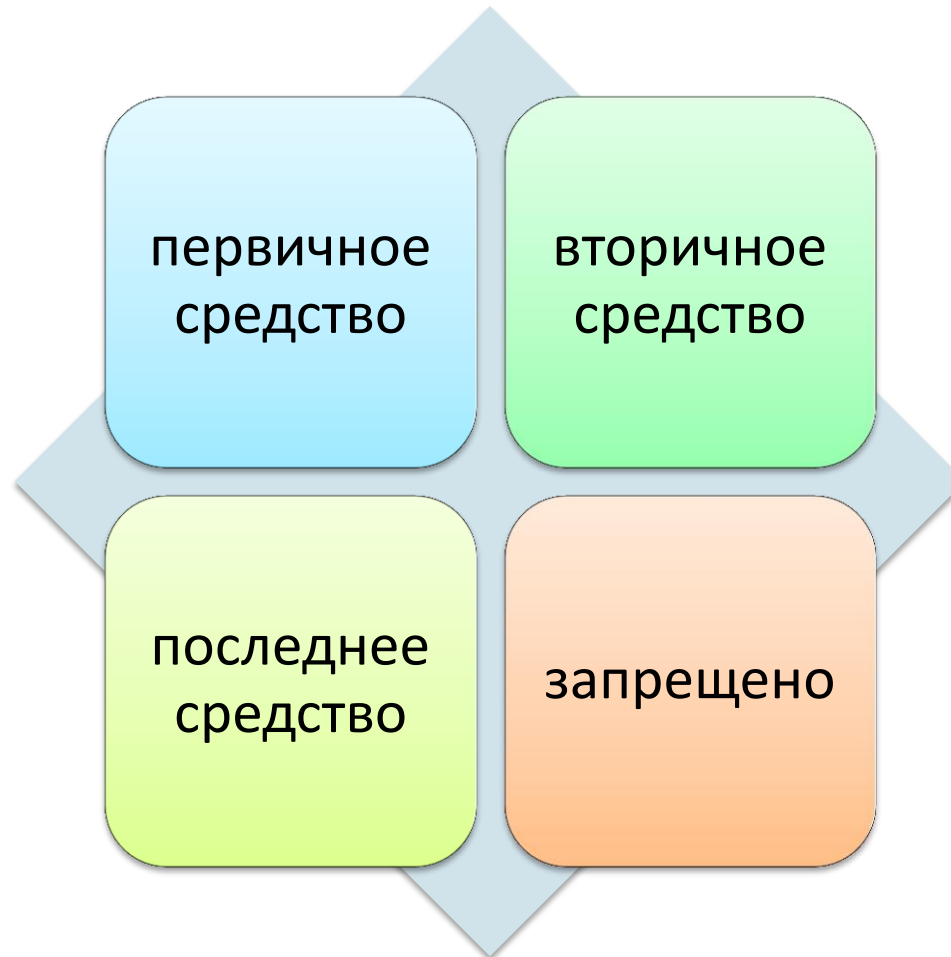 первичное
средство
вторичное
средство
последнее
средство
запрещено